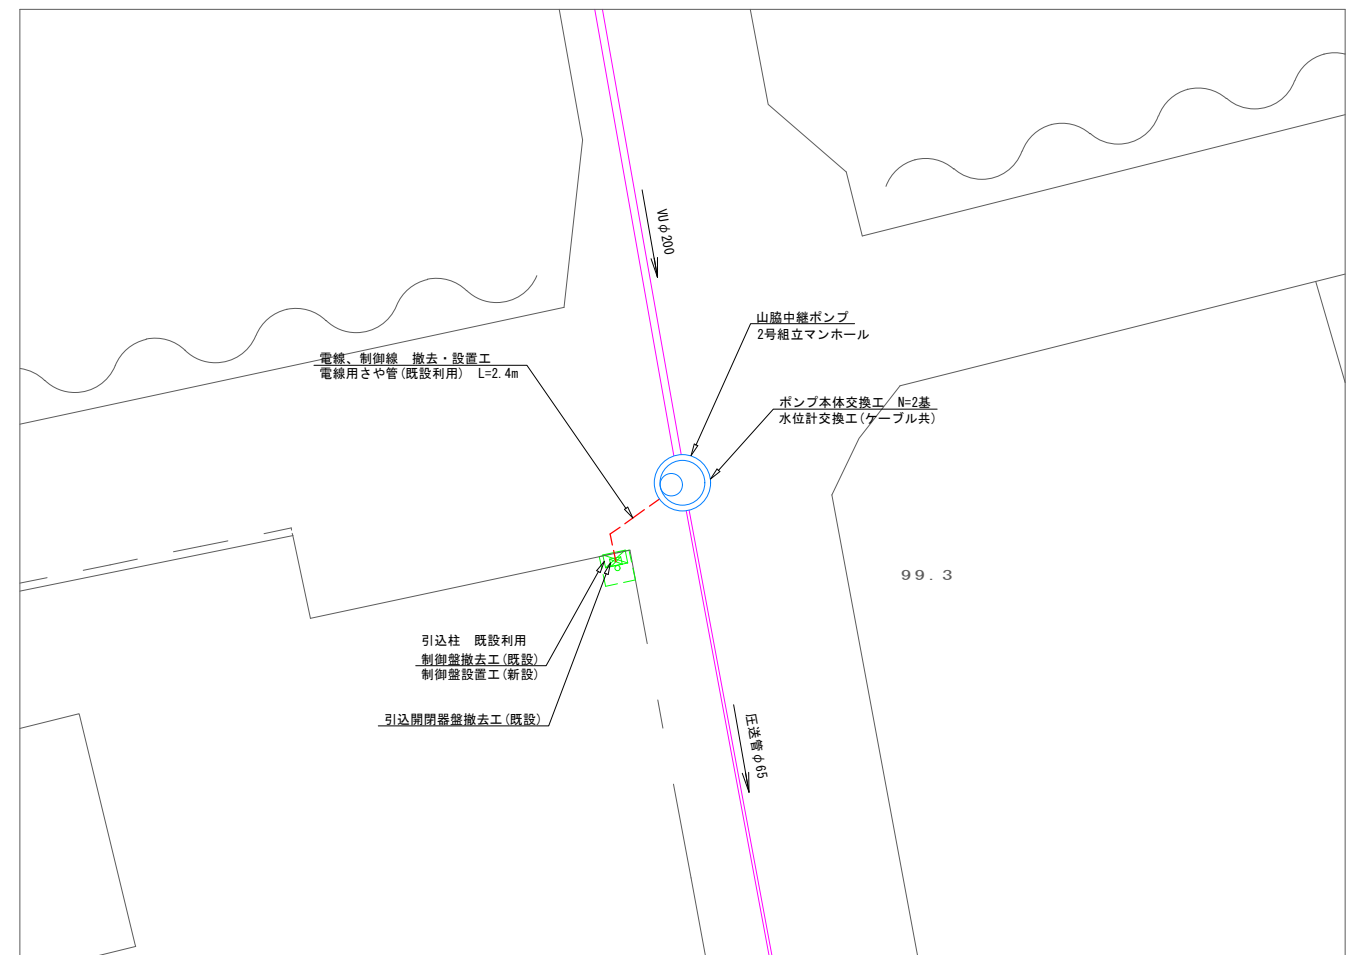 VUφ200
山脇中継ポンプ
2号組立マンホール
電線、制御線　撤去・設置工
電線用さや管(既設利用)　L=2.4m
ポンプ本体交換工　N=2基
水位計交換工(ケーブル共)
99.3
引込柱　既設利用
制御盤撤去工(既設)
制御盤設置工(新設)
引込開閉器盤撤去工(既設)
圧送管φ65